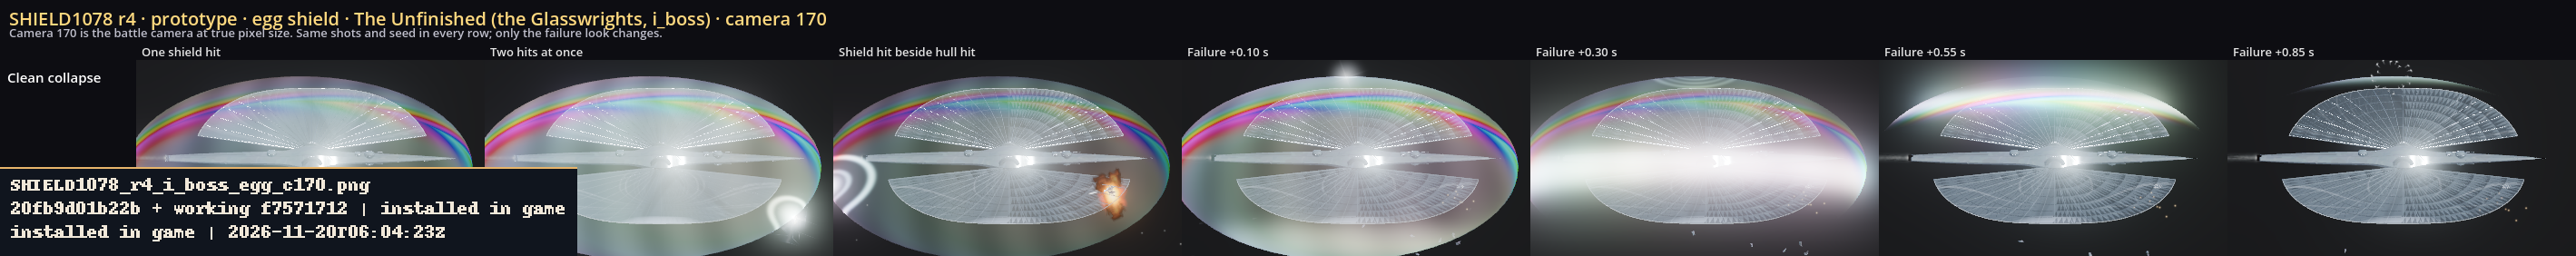 SHIELD1078 r4 · prototype · egg shield · The Unfinished (the Glasswrights, i_boss) · camera 170
Camera 170 is the battle camera at true pixel size. Same shots and seed in every row; only the failure look changes.
One shield hit
Two hits at once
Shield hit beside hull hit
Failure +0.10 s
Failure +0.30 s
Failure +0.55 s
Failure +0.85 s
Clean collapse
SHIELD1078_r4_i_boss_egg_c170.png
20fb9d01b22b + working f7571712 | installed in game
installed in game | 2026-11-20T06:04:23Z